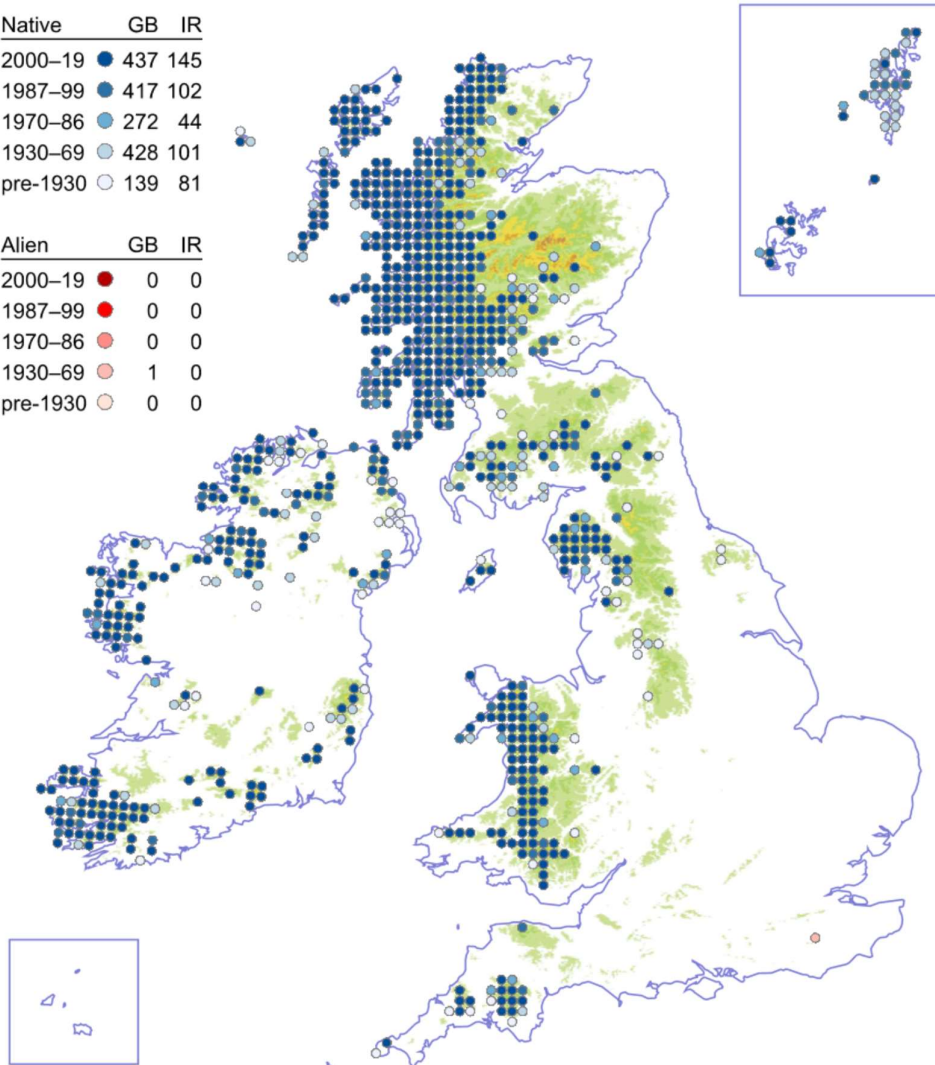 Native GB IR
2000–19 437 145
1987–99 417 102
1970–86 272 44
1930–69 428 101
pre-1930 139 81
Alien GB IR
2000–19 0 0
1987–99 0 0
1970–86 0 0
1930–69 1 0
pre-1930 0 0